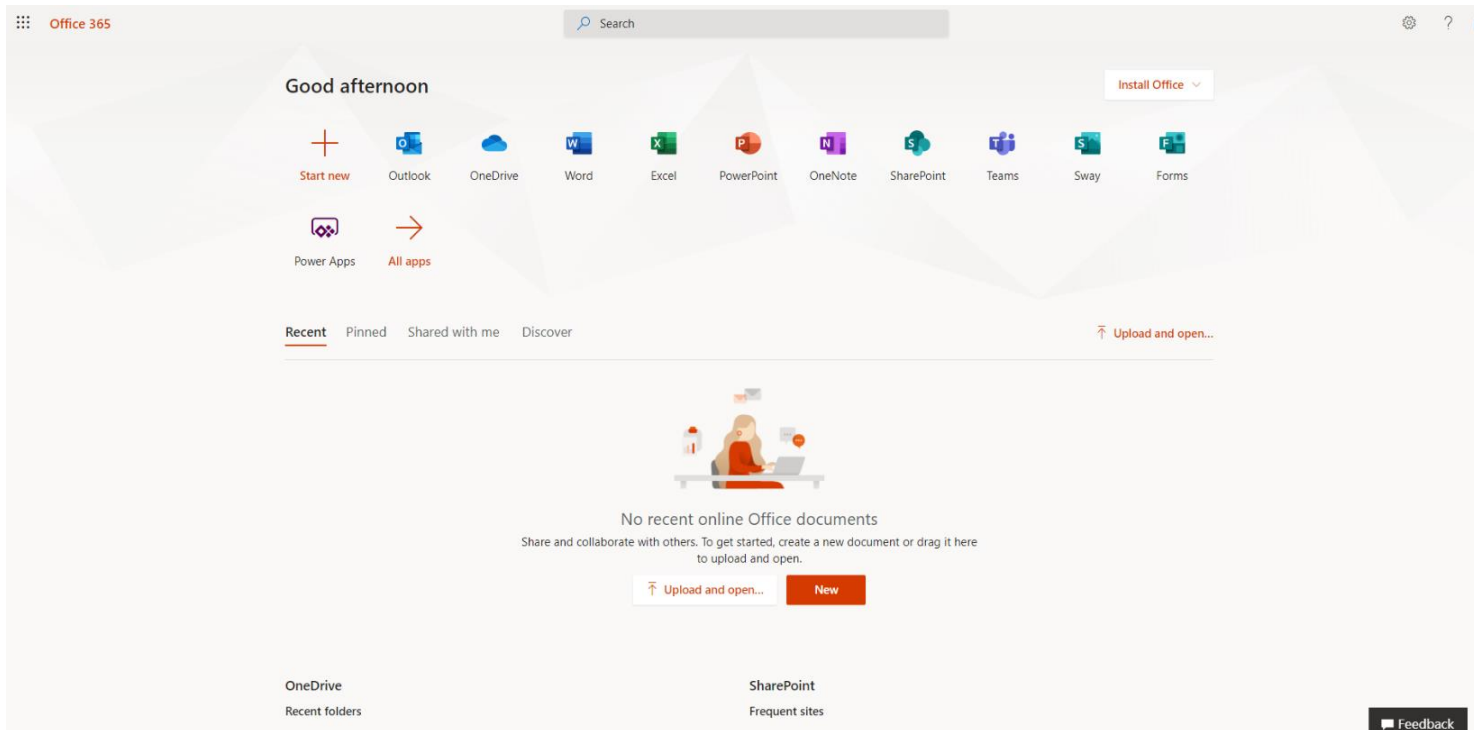 Office 365
Search
?
Good afternoon
Install Office
Start new Outlook OneDrive Word Excel PowerPoint OneNote SharePoint Teams Sway Forms
Power Apps All apps
Recent Pinned Shared with me Discover Upload and open...
No recent online Office documents
Share and collaborate with others. To get started, create a new document or drag it here
to upload and open.
Upload and open... New
OneDrive SharePoint
Recent folders Frequent sites
Feedback